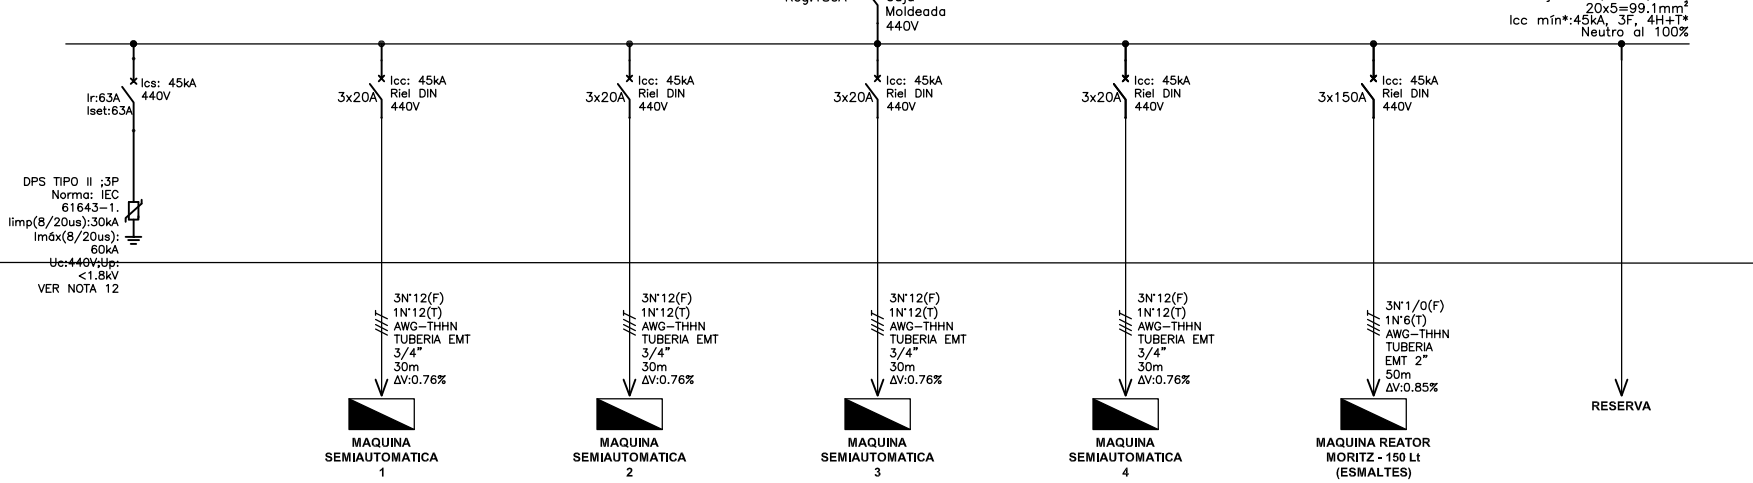 Moldeada
440V
20x5=99.1mm²
Icc mín*:45kA, 3F, 4H+T*
Neutro al 100%
Ir:63A
Iset:63A
Ics: 45kA
440V
DPS TIPO II ;3P
Norma: IEC
61643-1.
Iimp(8/20us):30kA
Imáx(8/20us):
60kA
Uc:440V;Up:
<1.8kV
VER NOTA 12
3x20A
Icc: 45kA
Riel DIN
440V
3N°12(F)
1N°12(T)
AWG-THHN
TUBERIA EMT
3/4"
30m
ΔV:0.76%
MAQUINA
SEMIAUTOMATICA
1
3x20A
Icc: 45kA
Riel DIN
440V
3N°12(F)
1N°12(T)
AWG-THHN
TUBERIA EMT
3/4"
30m
ΔV:0.76%
MAQUINA
SEMIAUTOMATICA
2
3x20A
Icc: 45kA
Riel DIN
440V
3N°12(F)
1N°12(T)
AWG-THHN
TUBERIA EMT
3/4"
30m
ΔV:0.76%
MAQUINA
SEMIAUTOMATICA
3
3x20A
Icc: 45kA
Riel DIN
440V
3N°12(F)
1N°12(T)
AWG-THHN
TUBERIA EMT
3/4"
30m
ΔV:0.76%
MAQUINA
SEMIAUTOMATICA
4
3x150A
Icc: 45kA
Riel DIN
440V
3N°1/0(F)
1N°6(T)
AWG-THHN
TUBERIA
EMT 2"
50m
ΔV:0.85%
MAQUINA REATOR
MORITZ - 150 Lt
(ESMALTES)
RESERVA